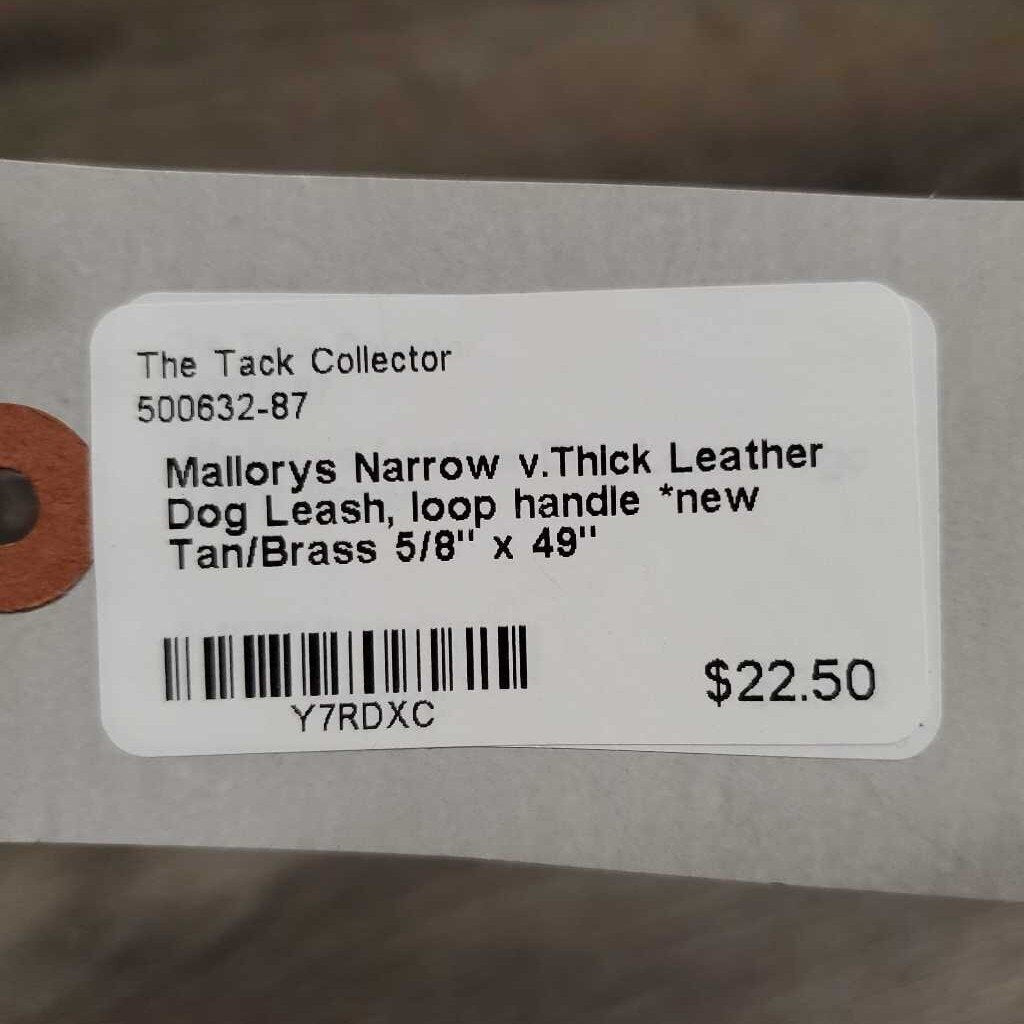 The Tack Collector
500632-87
Mallorys Narrow v.Thick Leather
Dog Leash, loop handle *new
Tan/Brass 5/8" x 49"
Y7RDXC
$22.50